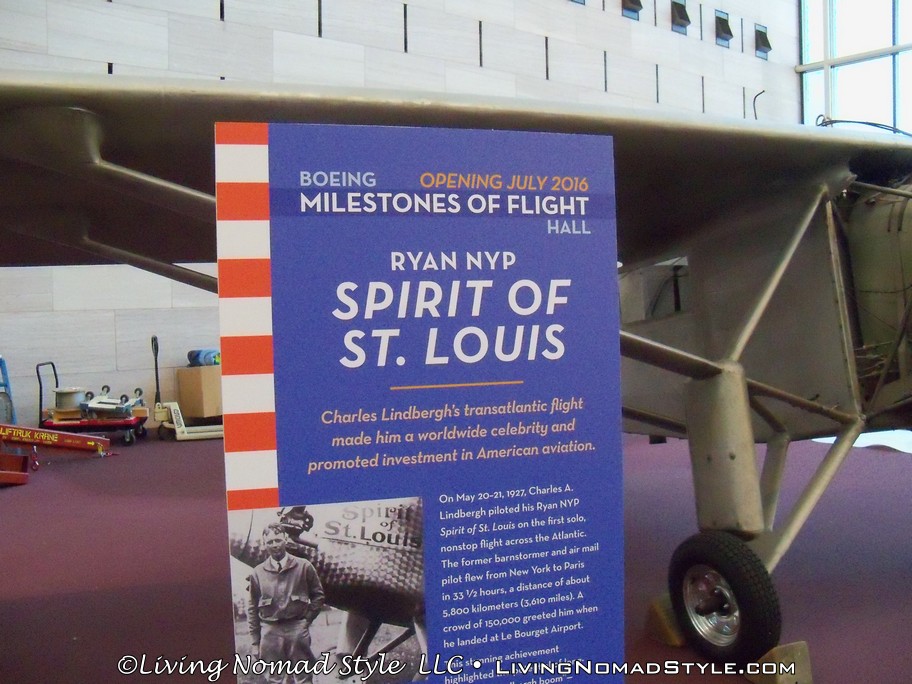 BOEING OPENING JULY 2016
MILESTONES OF FLIGHT
HALL
RYAN NYP
SPIRIT OF
ST. LOUIS
Charles Lindbergh's transatlantic flight
made him a worldwide celebrity and
promoted investment in American aviation.
On May 20–21, 1927, Charles A.
Lindbergh piloted his Ryan NYP
Spirit of St. Louis on the first solo,
nonstop flight across the Atlantic.
The former barnstormer and air mail
pilot flew from New York to Paris
in 33 ½ hours, a distance of about
5,800 kilometers (3,610 miles). A
crowd of 150,000 greeted him when
he landed at Le Bourget Airport.
achievement
highlighted
boom"
Spirit
of
St. Louis
LIFTRUK KRANE
©Living Nomad Style LLC • LivingNomadStyle.com